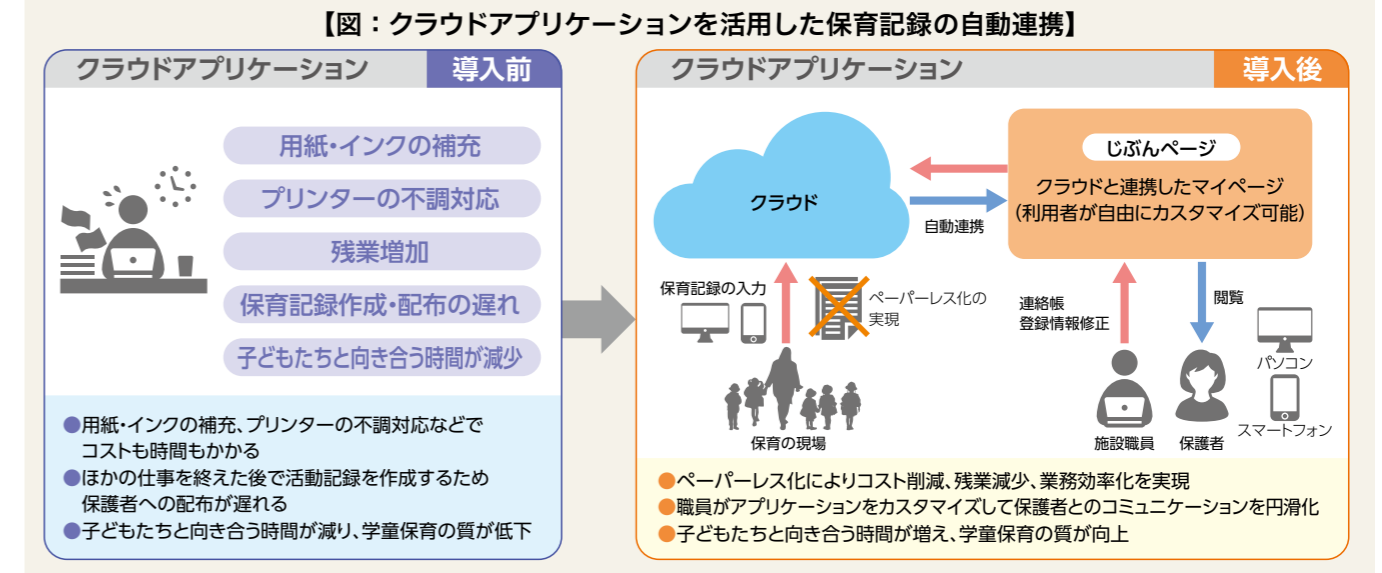 【図：クラウドアプリケーションを活用した保育記録の自動連携】
クラウドアプリケーション
導入前
用紙・インクの補充
プリンターの不調対応
残業増加
保育記録作成・配布の遅れ
子どもたちと向き合う時間が減少
●用紙・インクの補充、プリンターの不調対応などで
コストも時間もかかる
●ほかの仕事を終えた後で活動記録を作成するため
保護者への配布が遅れる
●子どもたちと向き合う時間が減り、学童保育の質が低下
クラウドアプリケーション
導入後
クラウド
自動連携
じぶんページ
クラウドと連携したマイページ
（利用者が自由にカスタマイズ可能）
保育記録の入力
ペーパーレス化の
実現
保育の現場
連絡帳
登録情報修正
閲覧
施設職員
保護者
パソコン
スマートフォン
●ペーパーレス化によりコスト削減、残業減少、業務効率化を実現
●職員がアプリケーションをカスタマイズして保護者とのコミュニケーションを円滑化
●子どもたちと向き合う時間が増え、学童保育の質が向上